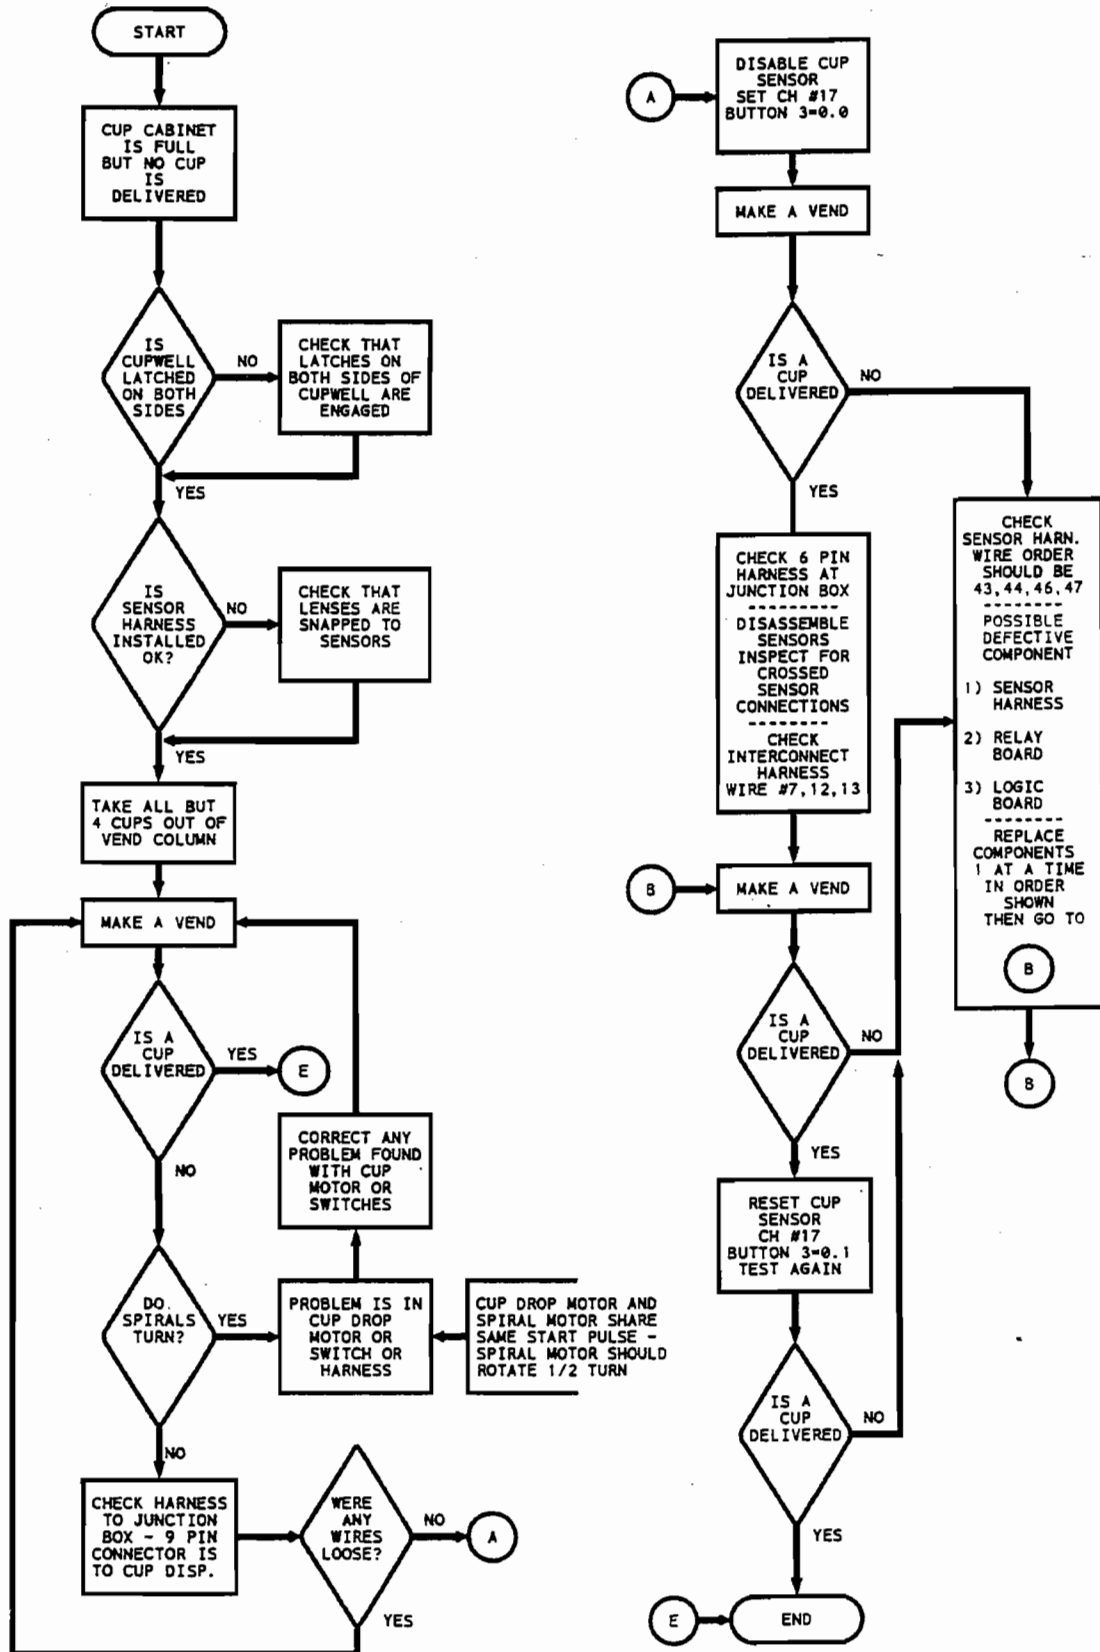 START
CUP CABINET
IS FULL
BUT NO CUP
IS
DELIVERED
IS
CUPWELL
LATCHED
ON BOTH
SIDES
NO
CHECK THAT
LATCHES ON
BOTH SIDES OF
CUPWELL ARE
ENGAGED
YES
IS
SENSOR
HARNESS
INSTALLED
OK?
NO
CHECK THAT
LENSES ARE
SNAPPED TO
SENSORS
YES
TAKE ALL BUT
4 CUPS OUT OF
VEND COLUMN
MAKE A VEND
IS A
CUP
DELIVERED
YES
E
NO
CORRECT ANY
PROBLEM FOUND
WITH CUP
MOTOR OR
SWITCHES
DO.
SPIRALS
TURN?
YES
PROBLEM IS IN
CUP DROP
MOTOR OR
SWITCH OR
HARNESS
CUP DROP MOTOR AND
SPIRAL MOTOR SHARE
SAME START PULSE -
SPIRAL MOTOR SHOULD
ROTATE 1/2 TURN
NO
CHECK HARNESS
TO JUNCTION
BOX - 9 PIN
CONNECTOR IS
TO CUP DISP.
WERE
ANY
WIRES
LOOSE?
NO
A
YES
A
DISABLE CUP
SENSOR
SET CH #17
BUTTON 3=0.0
MAKE A VEND
IS A
CUP
DELIVERED
NO
YES
CHECK 6 PIN
HARNESS AT
JUNCTION BOX
---------
DISASSEMBLE
SENSORS
INSPECT FOR
CROSSED
SENSOR
CONNECTIONS
---------
CHECK
INTERCONNECT
HARNESS
WIRE #7,12,13
CHECK
SENSOR HARN.
WIRE ORDER
SHOULD BE
43,44,46,47
---------
POSSIBLE
DEFECTIVE
COMPONENT
1) SENSOR
HARNESS
2) RELAY
BOARD
3) LOGIC
BOARD
---------
REPLACE
COMPONENTS
1 AT A TIME
IN ORDER
SHOWN
THEN GO TO
B
B
B
MAKE A VEND
IS A
CUP
DELIVERED
NO
YES
RESET CUP
SENSOR
CH #17
BUTTON 3=0.1
TEST AGAIN
IS A
CUP
DELIVERED
NO
YES
E
END